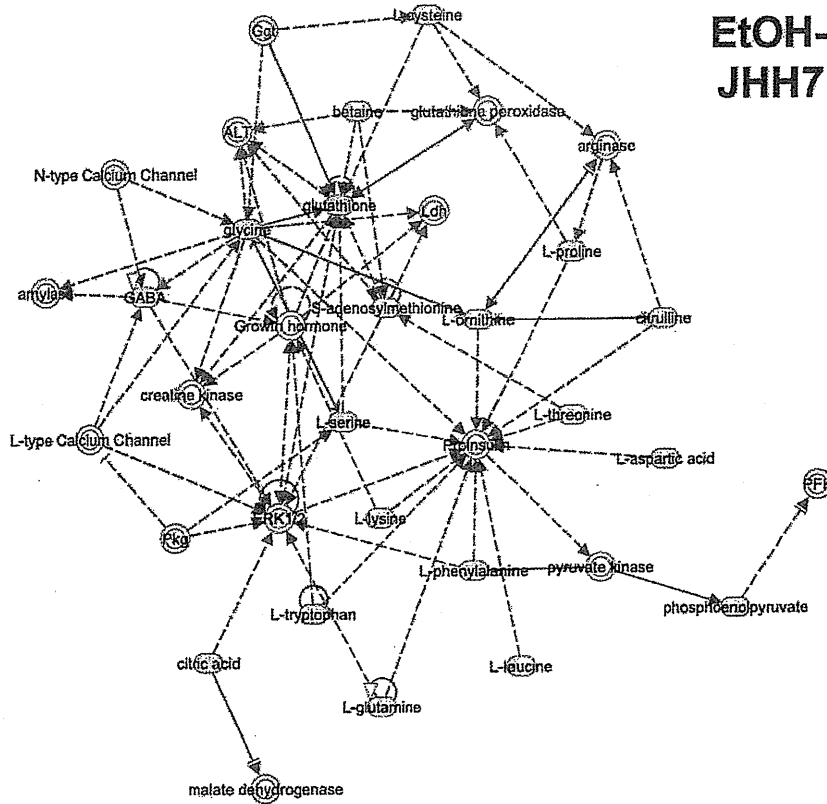 EtOH-
JHH7
L-cysteine
Ggt
betaine
glutathione peroxidase
ALT
arginase
N-type Calcium Channel
glutathione
Ldh
glycine
L-proline
amylase
GABA
S-adenosylmethionine
Growth hormone
L-ornithine
citrulline
creatine kinase
L-serine
L-threonine
L-type Calcium Channel
Proinsulin
L-aspartic acid
ERK1/2
L-lysine
Pkg
L-phenylalanine
pyruvate kinase
L-tryptophan
phosphoenolpyruvate
citric acid
L-leucine
L-glutamine
malate dehydrogenase